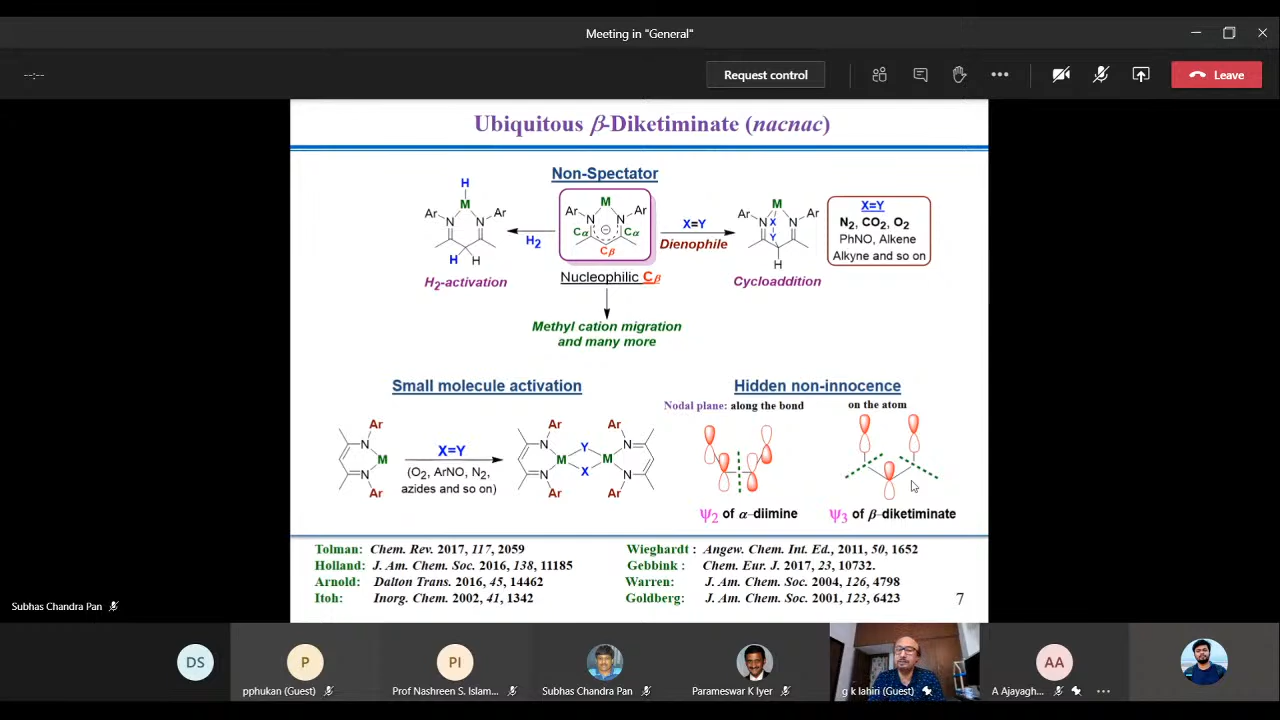 Meeting in "General"
--:--
Request control
Leave
Ubiquitous β-Diketiminate (nacnac)
Non-Spectator
H
M
Ar
N
N
Ar
H
H
H2-activation
H2
M
Ar
N
N
Ar
Cα
Cα
Cβ
Nucleophilic Cβ
X=Y
Dienophile
M
Ar
N
X
N
Ar
Y
H
Cycloaddition
X=Y
N2, CO2, O2
PhNO, Alkene
Alkyne and so on
Methyl cation migration
and many more
Small molecule activation
Ar
N
M
N
Ar
X=Y
(O2, ArNO, N2,
azides and so on)
Ar
Ar
N
Y
N
M
M
N
X
N
Ar
Ar
Hidden non-innocence
Nodal plane: along the bond
on the atom
ψ2 of α-diimine
ψ3 of β-diketiminate
Tolman: Chem. Rev. 2017, 117, 2059
Holland: J. Am. Chem. Soc. 2016, 138, 11185
Arnold: Dalton Trans. 2016, 45, 14462
Itoh: Inorg. Chem. 2002, 41, 1342
Wieghardt : Angew. Chem. Int. Ed., 2011, 50, 1652
Gebbink : Chem. Eur. J. 2017, 23, 10732.
Warren: J. Am. Chem. Soc. 2004, 126, 4798
Goldberg: J. Am. Chem. Soc. 2001, 123, 6423
7
Subhas Chandra Pan
DS
P
pphukan (Guest)
PI
Prof Nashreen S. Islam...
Subhas Chandra Pan
Parameswar K Iyer
g k lahiri (Guest)
AA
A Ajayagh...